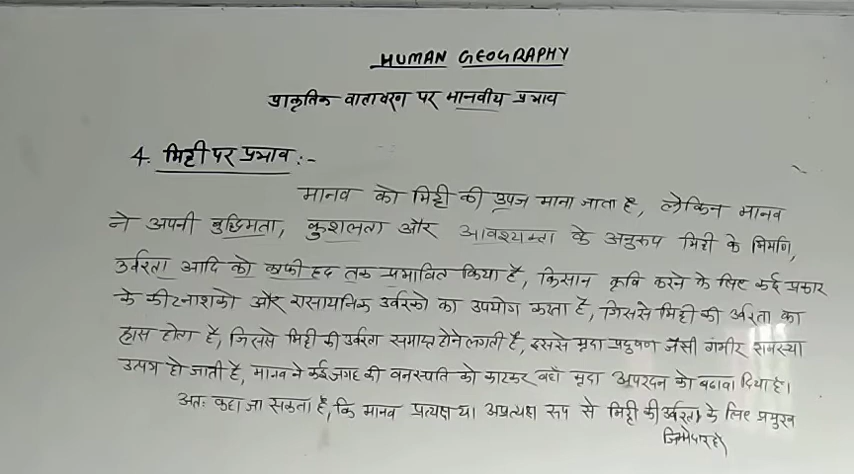 HUMAN GEOGRAPHY
प्राकृतिक वातावरण पर मानवीय प्रभाव
4. मिट्टी पर प्रभाव :-
मानव को मिट्टी की उपज माना जाता है, लेकिन मानव
ने अपनी बुद्धिमता, कुशलता और आवश्यकता के अनुरूप मिट्टी के निर्माण,
उर्वरता आदि को काफी हद तक प्रभावित किया है, किसान कृषि करने के लिए कई प्रकार
के कीटनाशको और रासायनिक उर्वरको का उपयोग करता है, जिससे मिट्टी की उर्वरता का
ह्रास होता है, जिससे मिट्टी की उर्वरता समाप्त होने लगती है, इससे मृदा प्रदुषण जैसी गंभीर समस्या
उत्पन्न हो जाती है, मानव ने कई जगह की वनस्पति को काटकर वहाँ मृदा अपरदन को बढावा दिया है।
अतः कहा जा सकता है, कि मानव प्रत्यक्ष या अप्रत्यक्ष रूप से मिट्टी की उर्वरता के लिए प्रमुख
जिम्मेदार है।